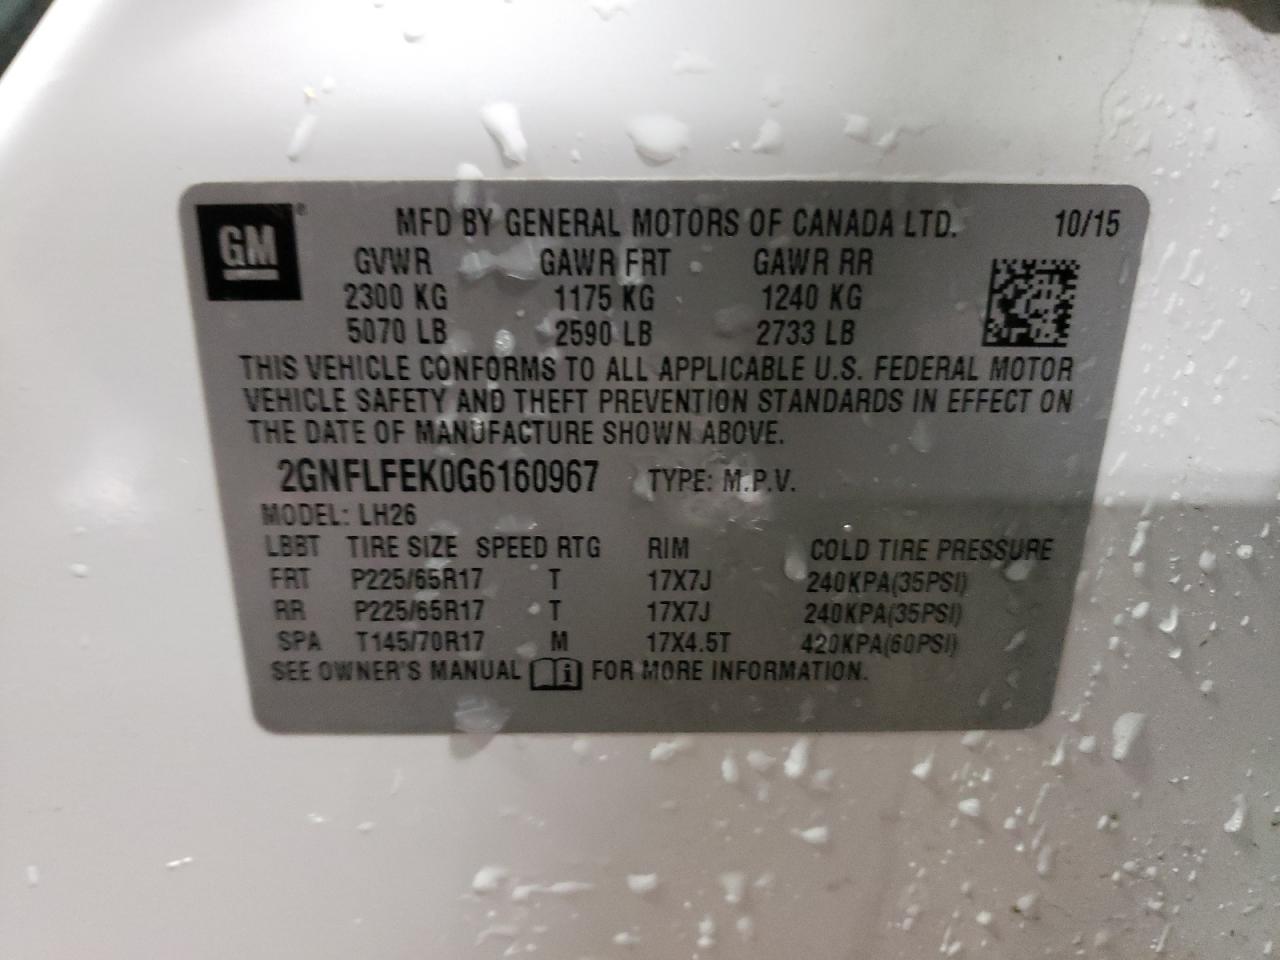 GM
MFD BY GENERAL MOTORS OF CANADA LTD. 10/15
GVWR GAWR FRT GAWR RR
2300 KG 1175 KG 1240 KG
5070 LB 2590 LB 2733 LB
THIS VEHICLE CONFORMS TO ALL APPLICABLE U.S. FEDERAL MOTOR
VEHICLE SAFETY AND THEFT PREVENTION STANDARDS IN EFFECT ON
THE DATE OF MANUFACTURE SHOWN ABOVE.
2GNFLFEK0G6160967 TYPE: M.P.V.
MODEL: LH26
LBBT TIRE SIZE SPEED RTG RIM COLD TIRE PRESSURE
FRT P225/65R17 T 17X7J 240KPA(35PSI)
RR P225/65R17 T 17X7J 240KPA(35PSI)
SPA T145/70R17 M 17X4.5T 420KPA(60PSI)
SEE OWNER'S MANUAL i FOR MORE INFORMATION.